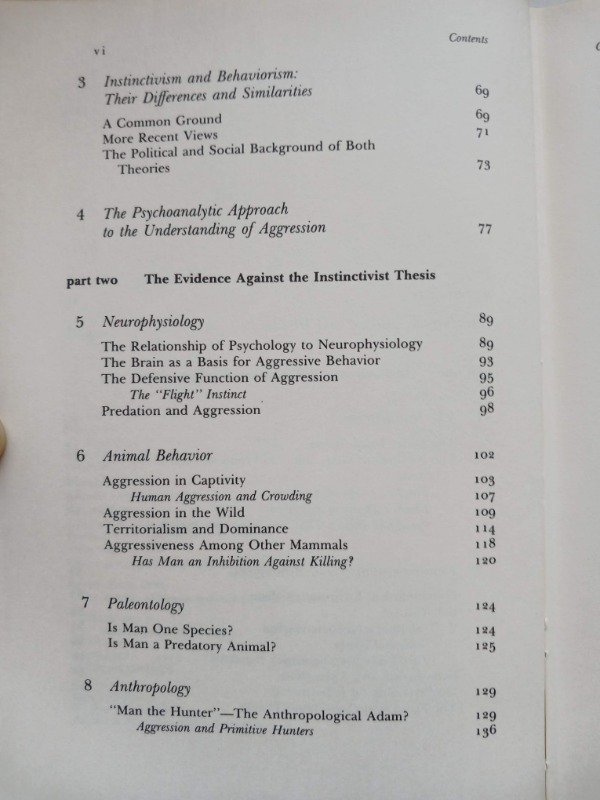 vi
Contents
3 Instinctivism and Behaviorism:
Their Differences and Similarities 69
A Common Ground 69
More Recent Views 71
The Political and Social Background of Both
Theories 73
4 The Psychoanalytic Approach
to the Understanding of Aggression 77
part two The Evidence Against the Instinctivist Thesis
5 Neurophysiology 89
The Relationship of Psychology to Neurophysiology 89
The Brain as a Basis for Aggressive Behavior 93
The Defensive Function of Aggression 95
The "Flight" Instinct 96
Predation and Aggression 98
6 Animal Behavior 102
Aggression in Captivity 103
Human Aggression and Crowding 107
Aggression in the Wild 109
Territorialism and Dominance 114
Aggressiveness Among Other Mammals 118
Has Man an Inhibition Against Killing? 120
7 Paleontology 124
Is Man One Species? 124
Is Man a Predatory Animal? 125
8 Anthropology 129
"Man the Hunter"—The Anthropological Adam? 129
Aggression and Primitive Hunters 136